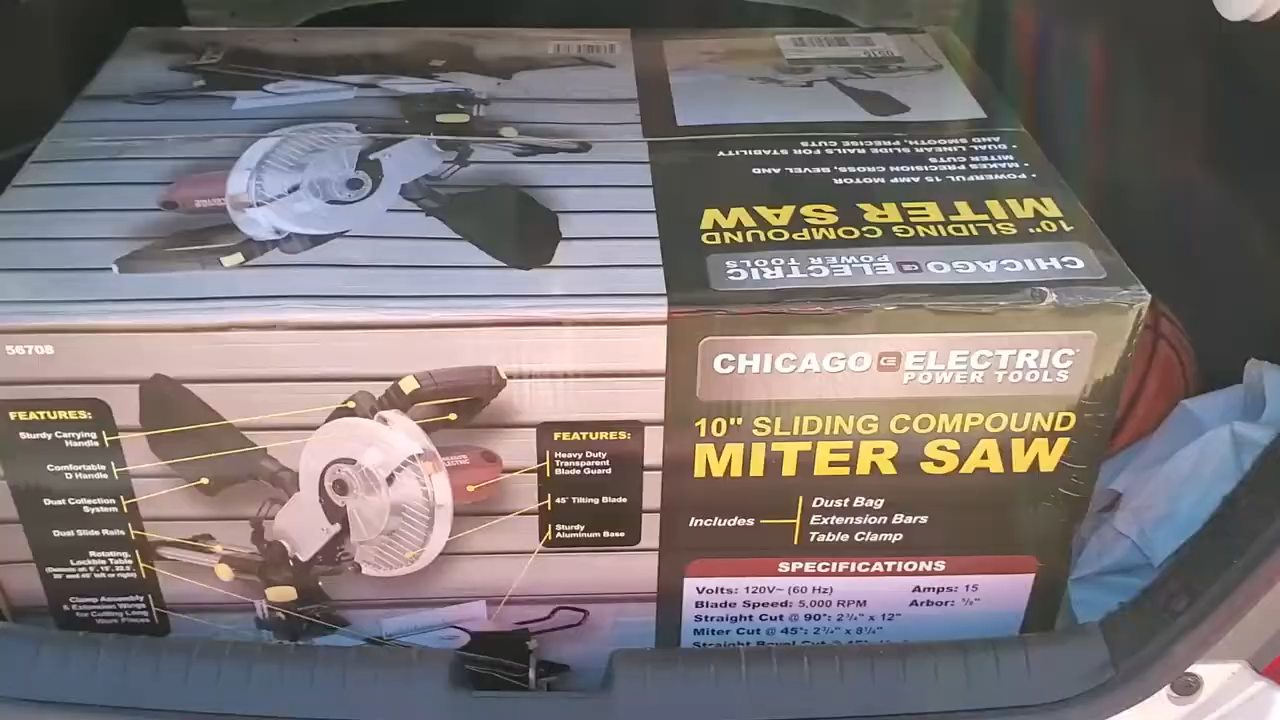 • POWERFUL 15 AMP MOTOR
• MAKES PRECISION CROSS, BEVEL AND
MITER CUTS
• DUAL LINEAR SLIDE RAILS FOR STABILITY
AND SMOOTH, PRECISE CUTS
10" SLIDING COMPOUND
MITER SAW
CHICAGO CE ELECTRIC
POWER TOOLS
56708
FEATURES:
Sturdy Carrying
Handle
Comfortable
D Handle
Dust Collection
System
Dual Slide Rails
Rotating,
Lockble Table
Clamp Assembly
& Extension Wings
for Cutting Long
Work Pieces
FEATURES:
Heavy Duty
Transparent
Blade Guard
45° Tilting Blade
Sturdy
Aluminum Base
CHICAGO CE ELECTRIC
POWER TOOLS
10" SLIDING COMPOUND
MITER SAW
Includes
Dust Bag
Extension Bars
Table Clamp
SPECIFICATIONS
Volts: 120V~ (60 Hz) Amps: 15
Blade Speed: 5,000 RPM Arbor: 5/8"
Straight Cut @ 90°: 23/4" x 12"
Miter Cut @ 45°: 23/4" x 81/4"